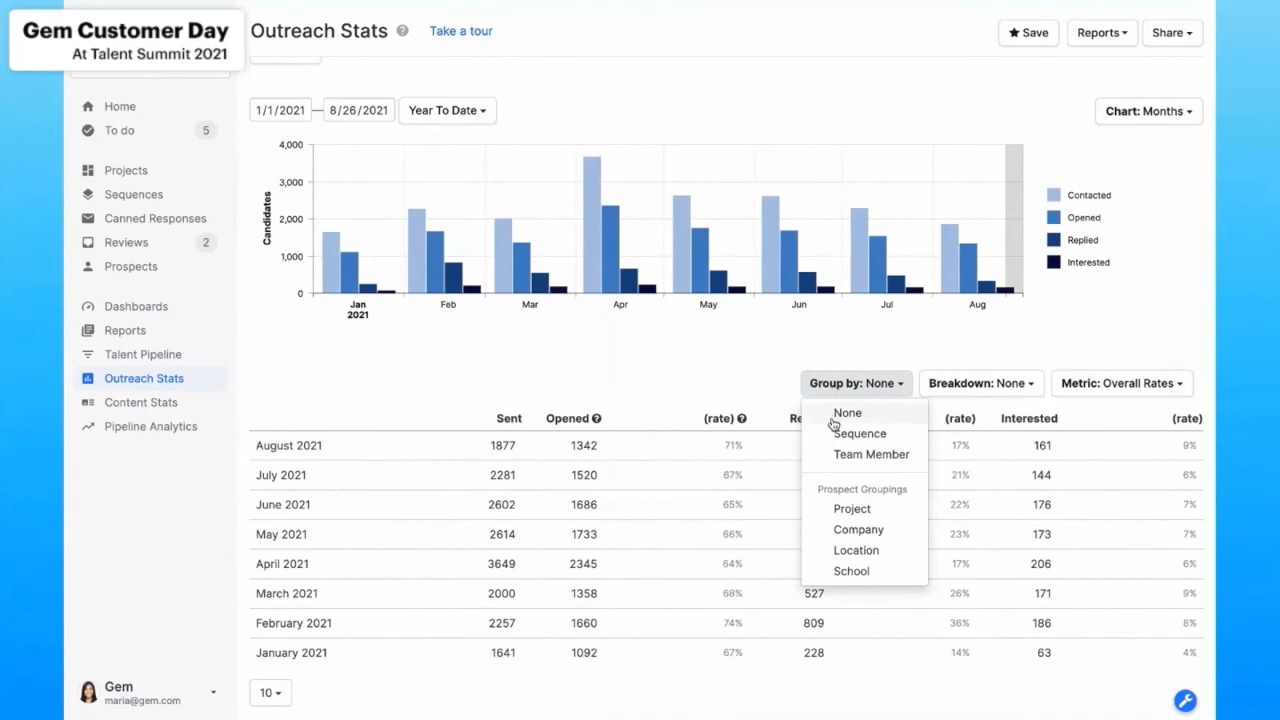 Gem Customer Day
At Talent Summit 2021
Outreach Stats
Take a tour
Save
Reports
Share
Home
To do 5
Projects
Sequences
Canned Responses
Reviews 2
Prospects
Dashboards
Reports
Talent Pipeline
Outreach Stats
Content Stats
Pipeline Analytics
Gem
maria@gem.com
1/1/2021 — 8/26/2021 Year To Date
Chart: Months
Candidates
4,000
3,000
2,000
1,000
0
Jan 2021 Feb Mar Apr May Jun Jul Aug
Contacted
Opened
Replied
Interested
Group by: None Breakdown: None Metric: Overall Rates
None
Sequence
Team Member
Prospect Groupings
Project
Company
Location
School
Sent Opened ? (rate) ? Re (rate) Interested (rate)
August 2021 1877 1342 71% 17% 161 9%
July 2021 2281 1520 67% 21% 144 6%
June 2021 2602 1686 65% 22% 176 7%
May 2021 2614 1733 66% 23% 173 7%
April 2021 3649 2345 64% 17% 206 6%
March 2021 2000 1358 68% 527 26% 171 9%
February 2021 2257 1660 74% 809 36% 186 8%
January 2021 1641 1092 67% 228 14% 63 4%
10